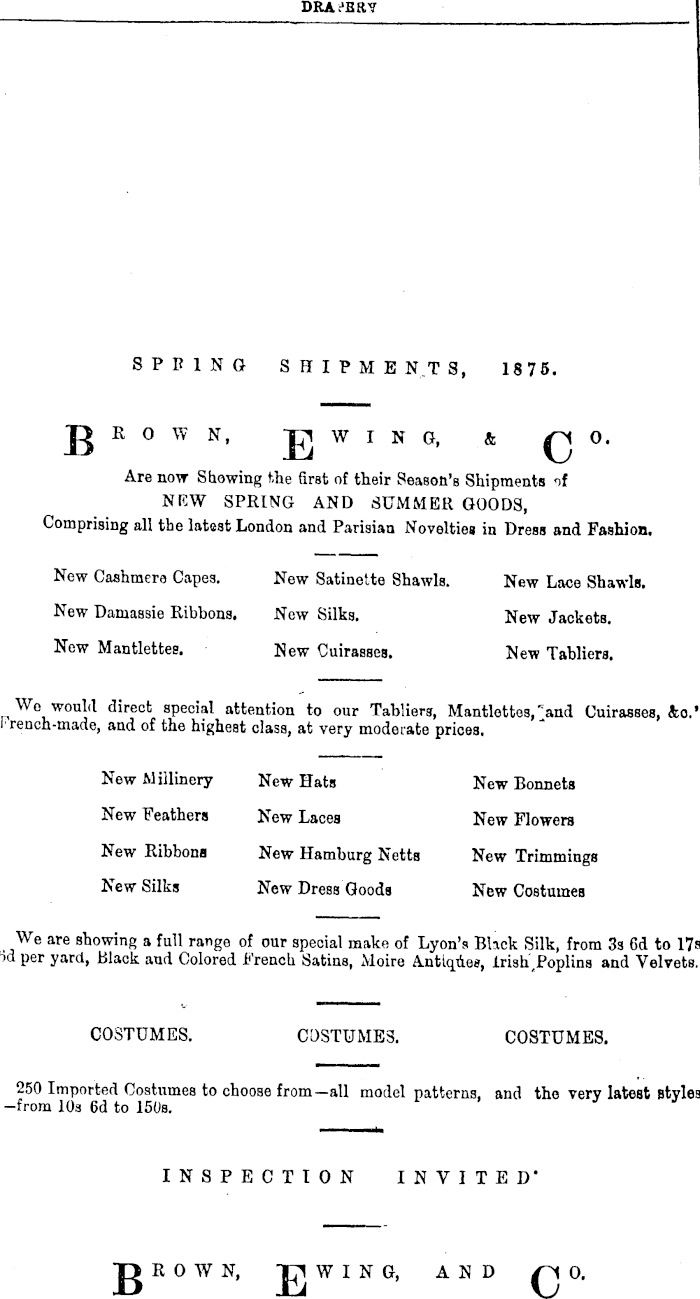 DRAPERY
SPRING SHIPMENTS, 1875.
BROWN, EWING, & CO.
Are now Showing the first of their Season's Shipments of
NEW SPRING AND SUMMER GOODS,
Comprising all the latest London and Parisian Novelties in Dress and Fashion.
New Cashmere Capes. New Satinette Shawls. New Lace Shawls.
New Damassie Ribbons. New Silks. New Jackets.
New Mantlettes. New Cuirasses. New Tabliers.
We would direct special attention to our Tabliers, Mantlettes, and Cuirasses, &c.'
French-made, and of the highest class, at very moderate prices.
New Millinery New Hats New Bonnets
New Feathers New Laces New Flowers
New Ribbons New Hamburg Netts New Trimmings
New Silks New Dress Goods New Costumes
We are showing a full range of our special make of Lyon's Black Silk, from 3s 6d to 17s
6d per yard, Black and Colored French Satins, Moire Antiques, Irish Poplins and Velvets.
COSTUMES. COSTUMES. COSTUMES.
250 Imported Costumes to choose from—all model patterns, and the very latest styles
—from 10s 6d to 150s.
INSPECTION INVITED.
BROWN, EWING, AND CO.